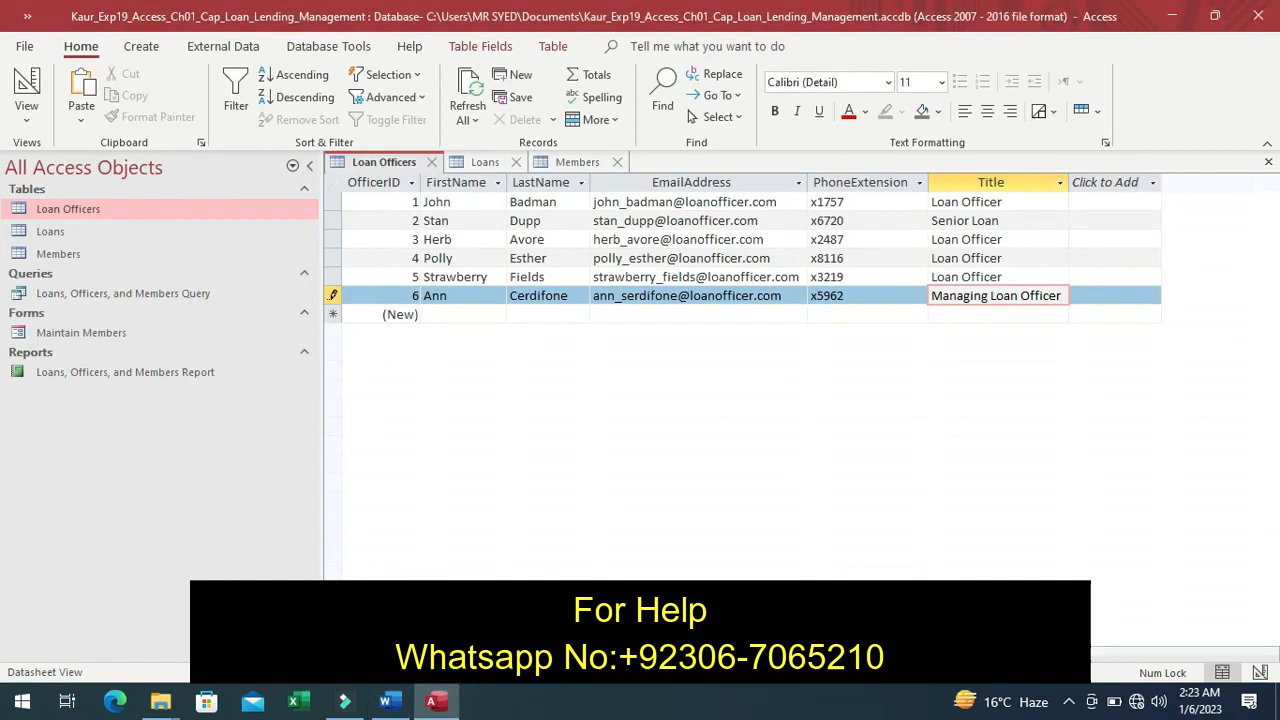 Kaur_Exp19_Access_Ch01_Cap_Loan_Lending_Management : Database- C:\Users\MR SYED\Documents\Kaur_Exp19_Access_Ch01_Cap_Loan_Lending_Management.accdb (Access 2007 - 2016 file format) - Access
File Home Create External Data Database Tools Help Table Fields Table Tell me what you want to do
View
Views
Paste
Cut
Copy
Format Painter
Clipboard
Filter
Ascending
Descending
Remove Sort
Selection
Advanced
Toggle Filter
Sort & Filter
Refresh All
New
Save
Delete
Totals
Spelling
More
Records
Find
Replace
Go To
Select
Find
Calibri (Detail) 11
B I U A
Text Formatting
All Access Objects
Tables
Loan Officers
Loans
Members
Queries
Loans, Officers, and Members Query
Forms
Maintain Members
Reports
Loans, Officers, and Members Report
Loan Officers Loans Members
OfficerID FirstName LastName EmailAddress PhoneExtension Title Click to Add
1 John Badman john_badman@loanofficer.com x1757 Loan Officer
2 Stan Dupp stan_dupp@loanofficer.com x6720 Senior Loan
3 Herb Avore herb_avore@loanofficer.com x2487 Loan Officer
4 Polly Esther polly_esther@loanofficer.com x8116 Loan Officer
5 Strawberry Fields strawberry_fields@loanofficer.com x3219 Loan Officer
6 Ann Cerdifone ann_serdifone@loanofficer.com x5962 Managing Loan Officer
(New)
For Help
Whatsapp No:+92306-7065210
Datasheet View Num Lock
16°C Haze
2:23 AM
1/6/2023